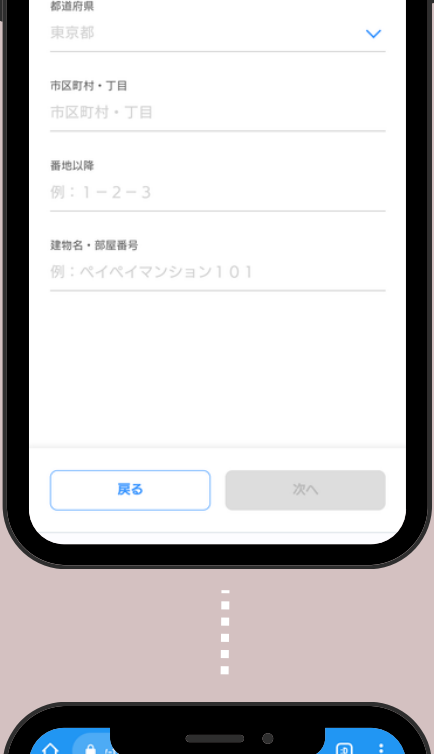 都道府県
東京都
市区町村・丁目
市区町村・丁目
番地以降
例：１－２－３
建物名・部屋番号
例：ペイペイマンション１０１
戻る
次へ
:D